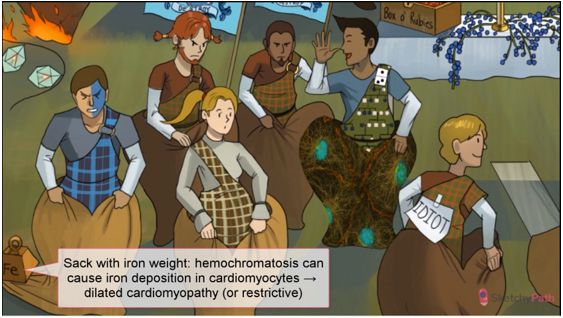 Box o' Rubies
IDIOT
Fe
Sack with iron weight: hemochromatosis can
cause iron deposition in cardiomyocytes →
dilated cardiomyopathy (or restrictive)
SketchyPath